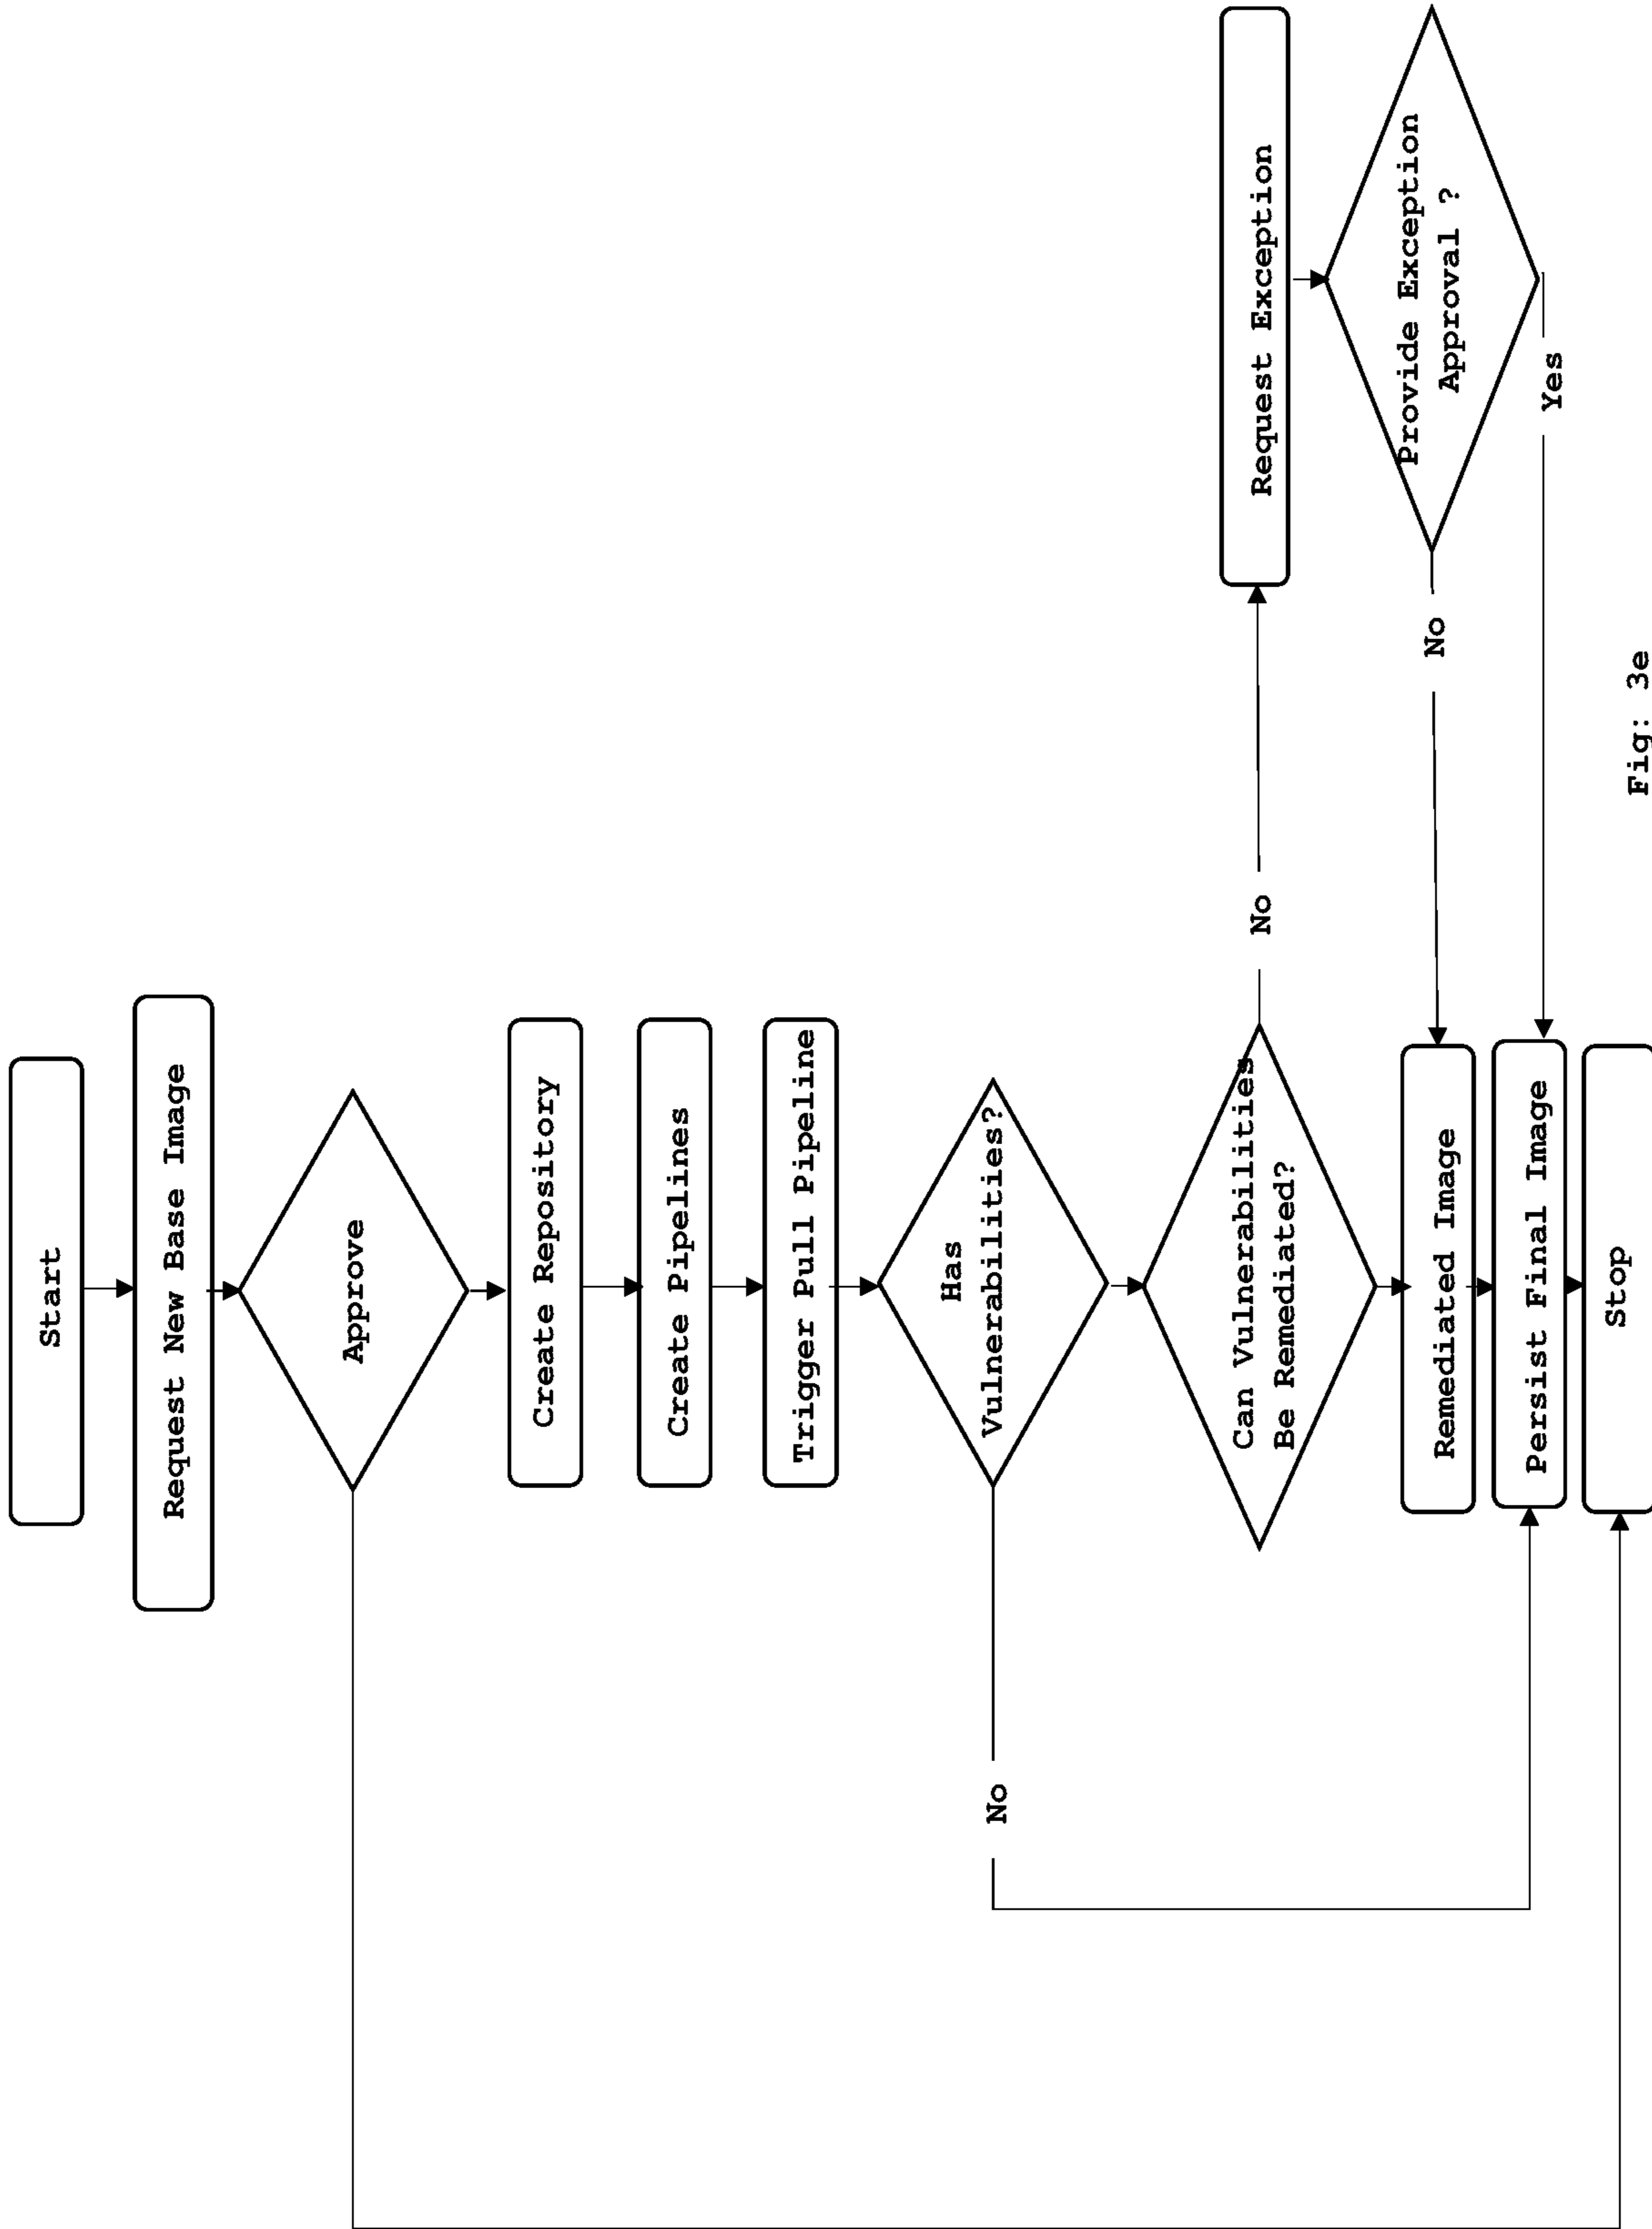 Start
Request New Base Image
Approve
Create Repository
Create Pipelines
Trigger Pull Pipeline
Has
Vulnerabilities?
No
Can Vulnerabilities
Be Remediated?
No
Request Exception
Provide Exception
Approval ?
No
Yes
Remediated Image
Persist Final Image
Stop
Fig: 3e